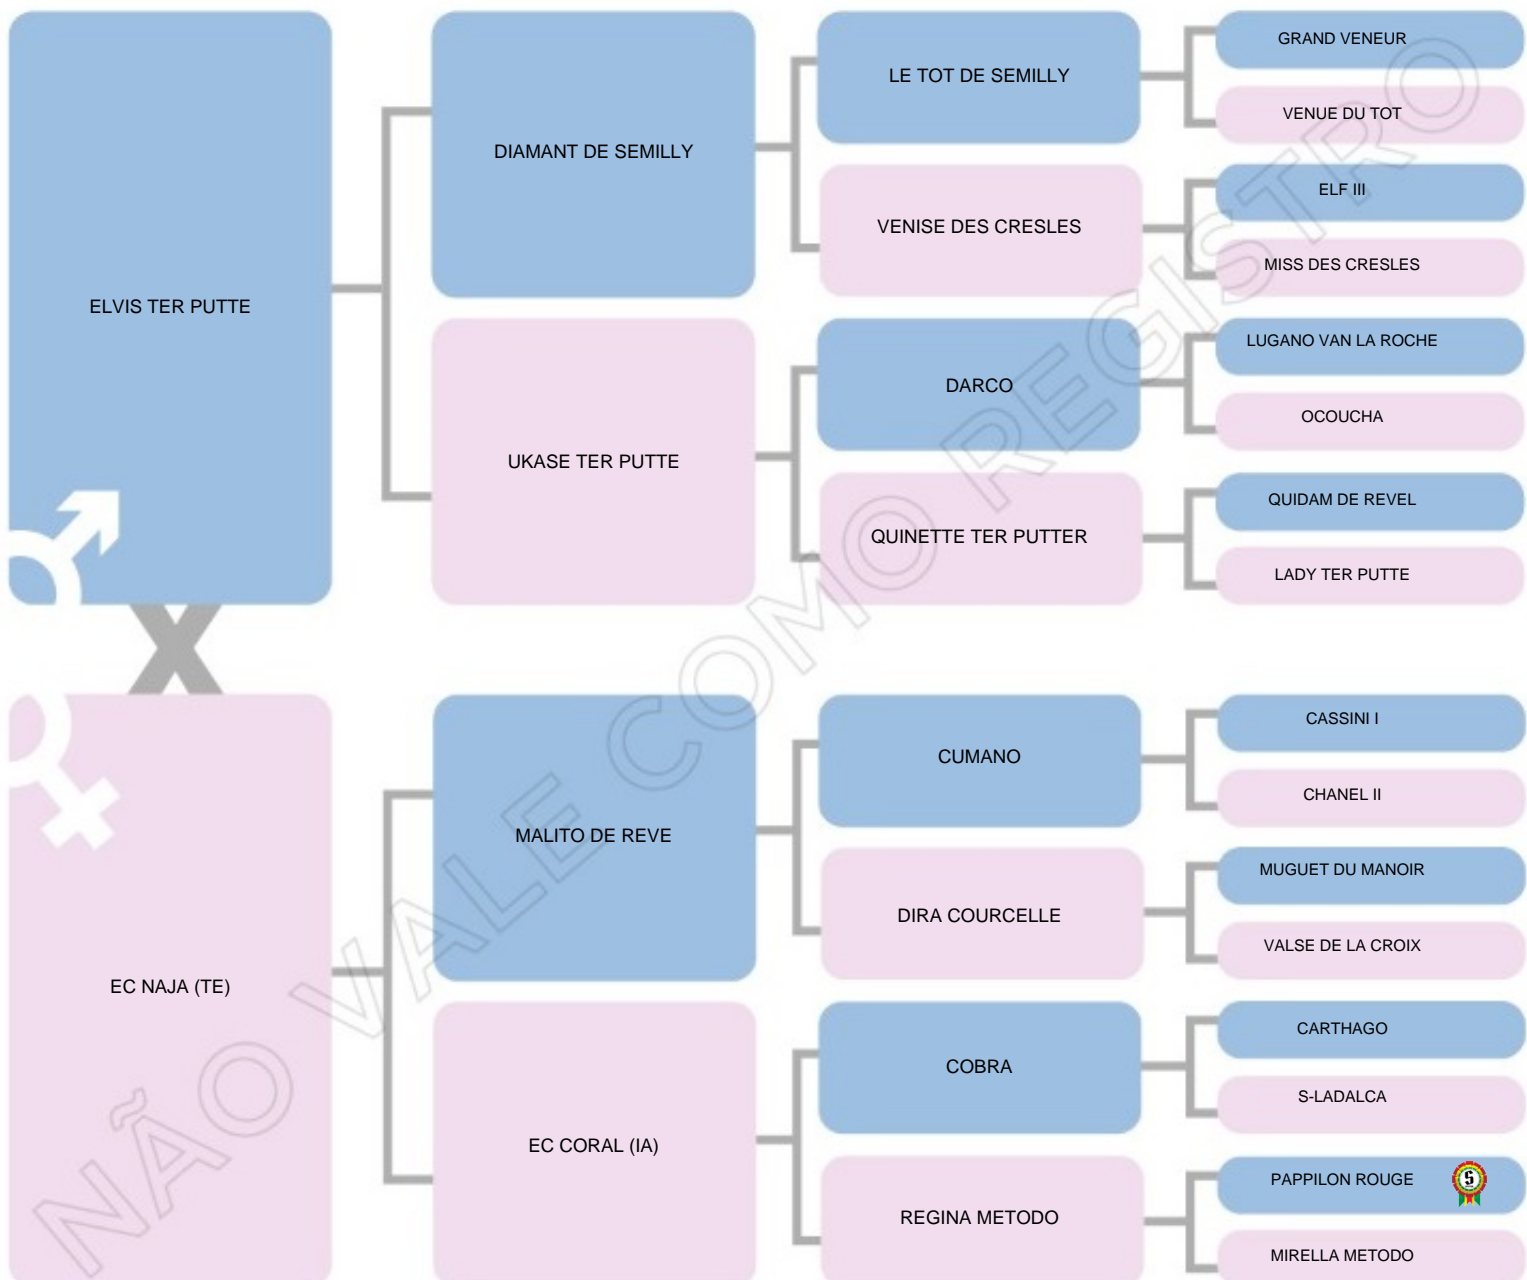 GRAND VENEUR
LE TOT DE SEMILLY
VENUE DU TOT
DIAMANT DE SEMILLY
ELF III
VENISE DES CRESLES
MISS DES CRESLES
ELVIS TER PUTTE
LUGANO VAN LA ROCHE
DARCO
OCOUCHA
UKASE TER PUTTE
QUIDAM DE REVEL
QUINETTE TER PUTTER
LADY TER PUTTE
X
CASSINI I
CUMANO
CHANEL II
MALITO DE REVE
MUGUET DU MANOIR
DIRA COURCELLE
VALSE DE LA CROIX
EC NAJA (TE)
CARTHAGO
COBRA
S-LADALCA
EC CORAL (IA)
PAPPILON ROUGE
S
REGINA METODO
MIRELLA METODO
NÃO VALE COMO REGISTRO